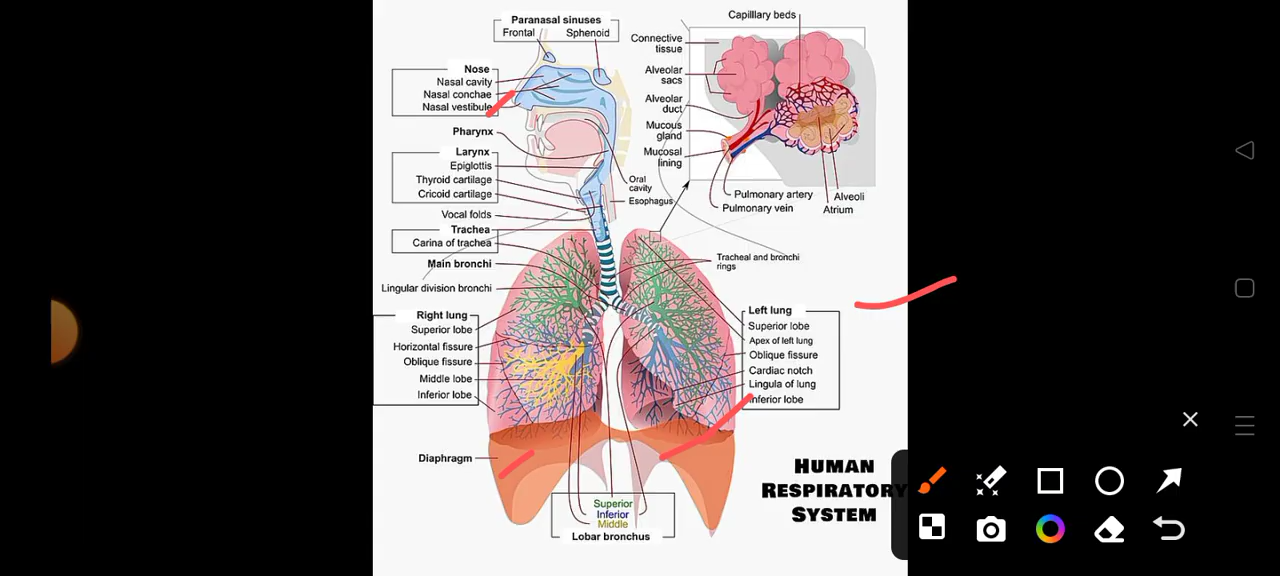 Paranasal sinuses
Frontal
Sphenoid
Nose
Nasal cavity
Nasal conchae
Nasal vestibule
Pharynx
Larynx
Epiglottis
Thyroid cartilage
Cricoid cartilage
Vocal folds
Trachea
Carina of trachea
Main bronchi
Lingular division bronchi
Right lung
Superior lobe
Horizontal fissure
Oblique fissure
Middle lobe
Inferior lobe
Diaphragm
Oral
cavity
Esophagus
Capillary beds
Connective
tissue
Alveolar
sacs
Alveolar
duct
Mucous
gland
Mucosal
lining
Pulmonary artery
Pulmonary vein
Alveoli
Atrium
Tracheal and bronchi
rings
Left lung
Superior lobe
Apex of left lung
Oblique fissure
Cardiac notch
Lingula of lung
Inferior lobe
Superior
Inferior
Middle
Lobar bronchus
Human
Respiratory
System